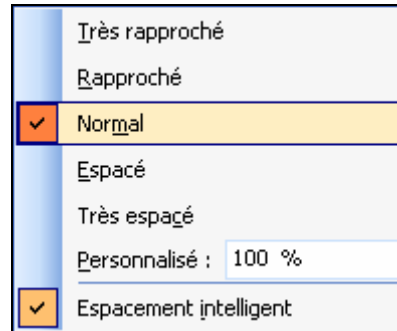 Très rapproché
Rapproché
Normal
Espacé
Très espacé
Personnalisé : 100 %
Espacement intelligent